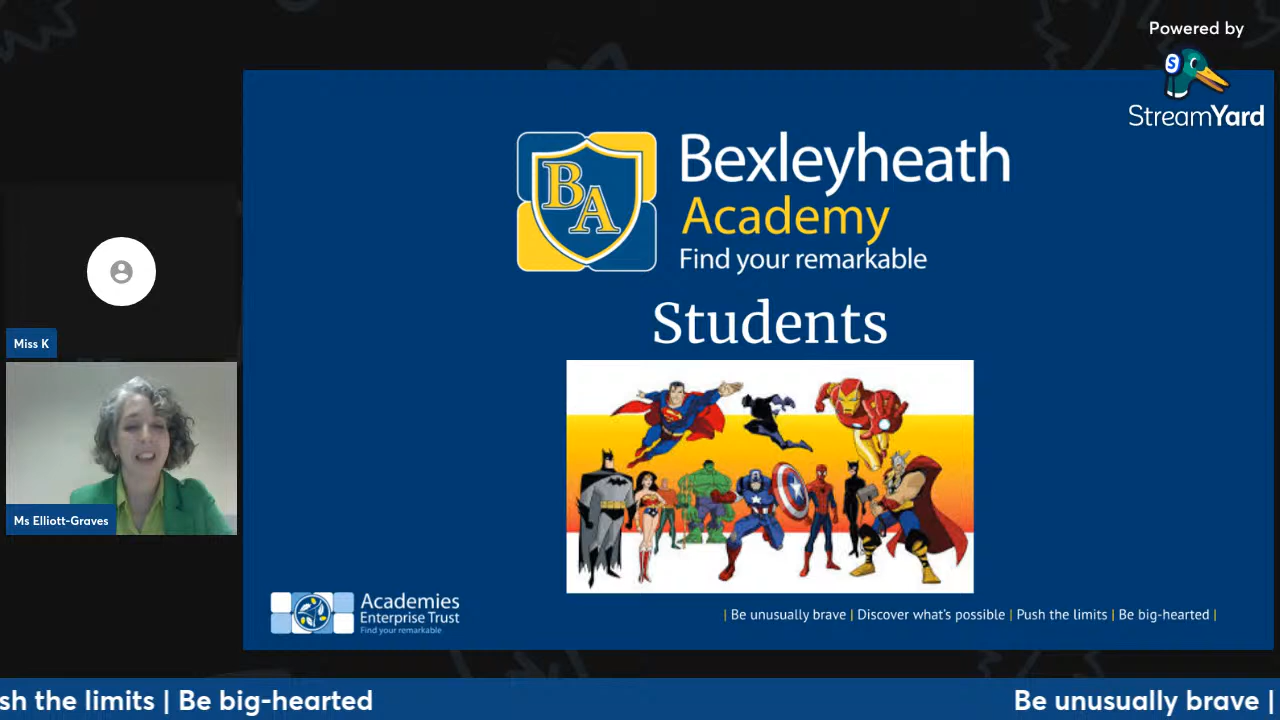 Powered by
S
StreamYard
BA
Bexleyheath
Academy
Find your remarkable
Students
Miss K
Ms Elliott-Graves
Academies
Enterprise Trust
Find your remarkable
| Be unusually brave | Discover what's possible | Push the limits | Be big-hearted |
sh the limits | Be big-hearted
Be unusually brave |